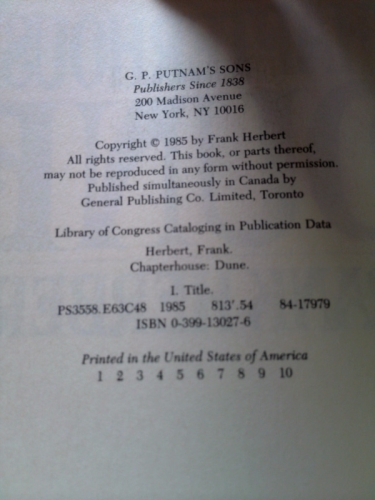 G. P. PUTNAM'S SONS
Publishers Since 1838
200 Madison Avenue
New York, NY 10016
Copyright © 1985 by Frank Herbert
All rights reserved. This book, or parts thereof,
may not be reproduced in any form without permission.
Published simultaneously in Canada by
General Publishing Co. Limited, Toronto
Library of Congress Cataloging in Publication Data
Herbert, Frank.
Chapterhouse: Dune.
I. Title.
PS3558.E63C48 1985 813'.54 84-17979
ISBN 0-399-13027-6
Printed in the United States of America
1 2 3 4 5 6 7 8 9 10